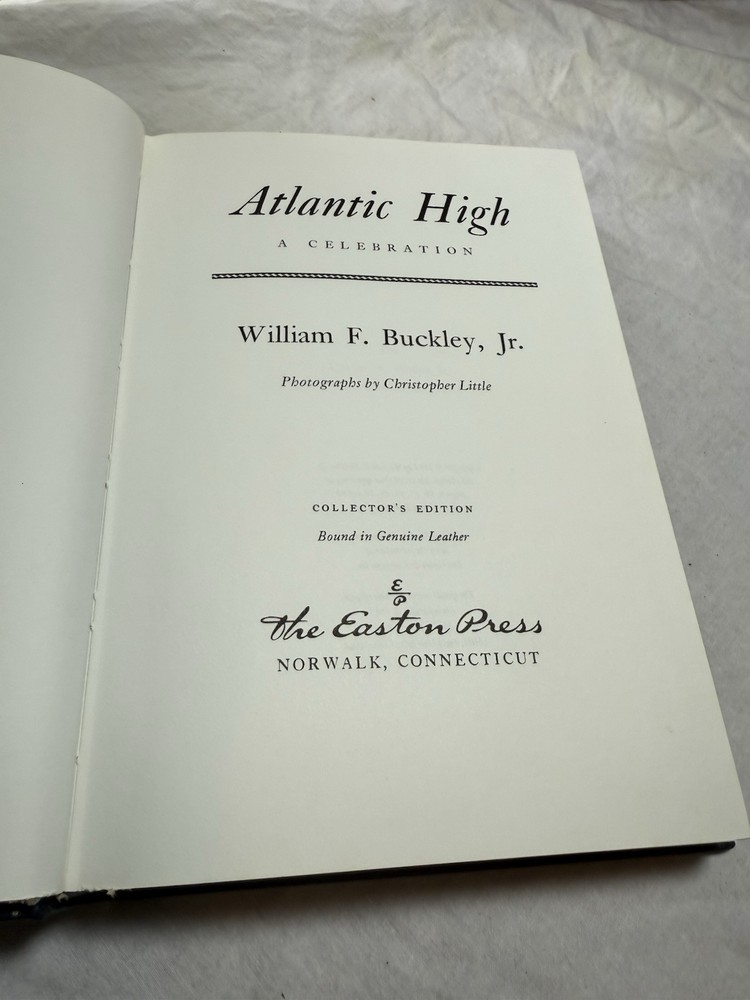 Atlantic High
A CELEBRATION
William F. Buckley, Jr.
Photographs by Christopher Little
COLLECTOR'S EDITION
Bound in Genuine Leather
E
P
The Easton Press
NORWALK, CONNECTICUT